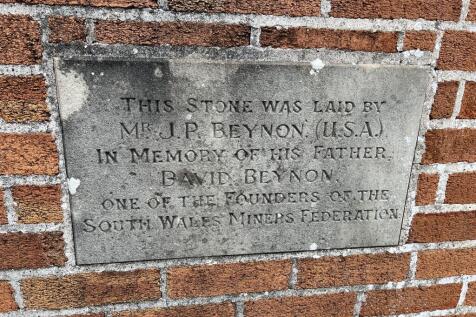 THIS STONE WAS LAID BY
MR. J.P. BEYNON, (U.S.A.)
IN MEMORY OF HIS FATHER,
DAVID BEYNON,
ONE OF THE FOUNDERS OF THE
SOUTH WALES MINERS FEDERATION